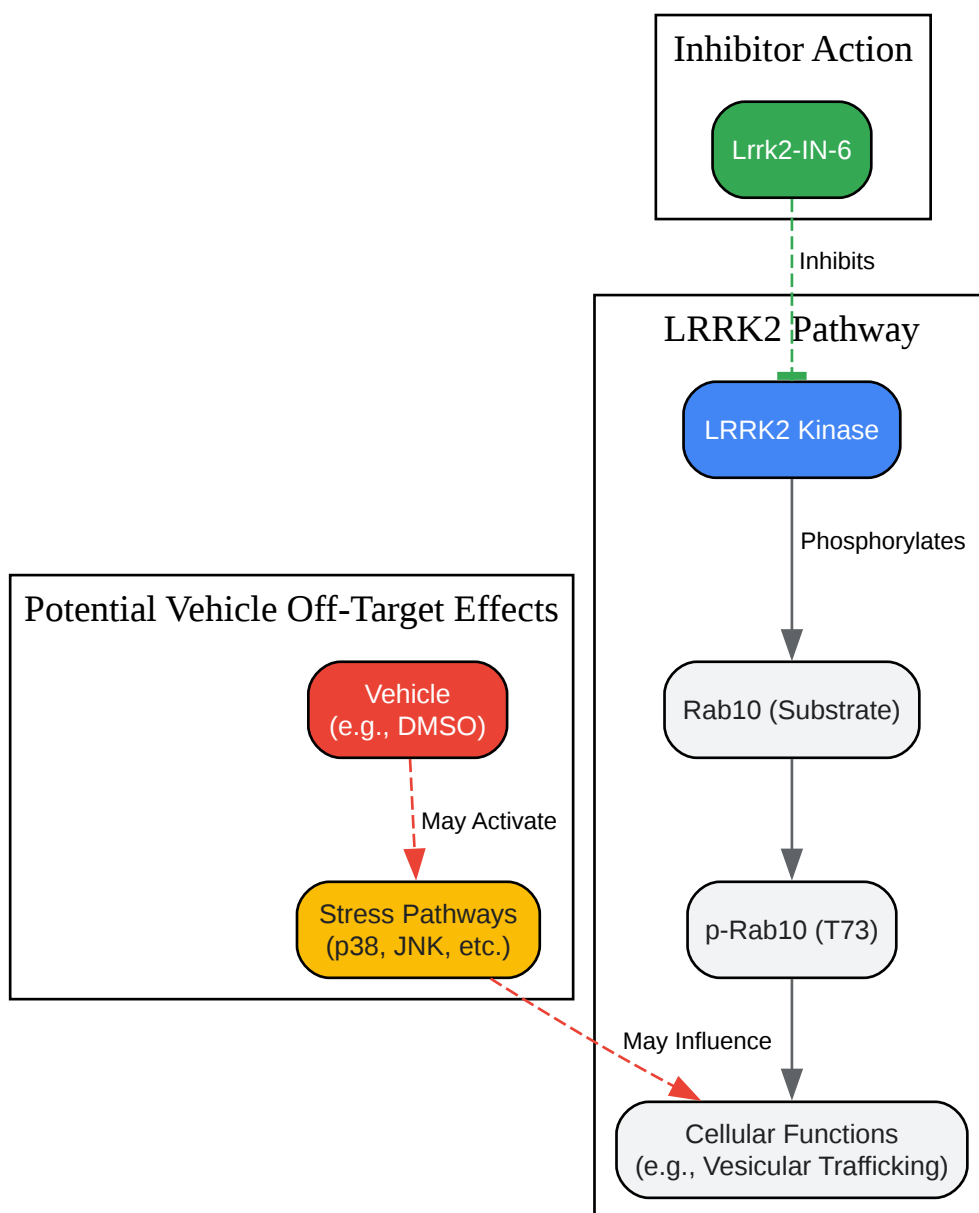 Inhibitor Action
Lrrk2-IN-6
Inhibits
LRRK2 Pathway
LRRK2 Kinase
Phosphorylates
Potential Vehicle Off-Target Effects
Vehicle
(e.g., DMSO)
Rab10 (Substrate)
May Activate
Stress Pathways
(p38, JNK, etc.)
p-Rab10 (T73)
May Influence
Cellular Functions
(e.g., Vesicular Trafficking)